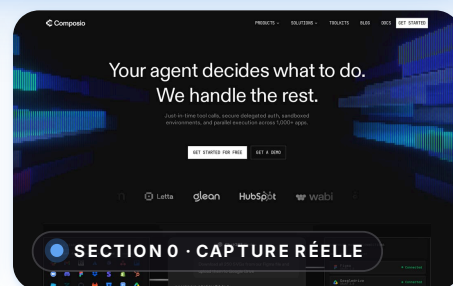 Composio
PRODUCTS
SOLUTIONS
TOOLKITS
BLOG
DOCS
GET STARTED
Your agent decides what to do.
We handle the rest.
Just-in-time tool calls, secure delegated auth, sandboxed
environments, and parallel execution across 1,000+ apps.
GET STARTED FOR FREE
GET A DEMO
Letta
glean
HubSpot
wabi
SECTION 0 · CAPTURE RÉELLE
Connected
Connected